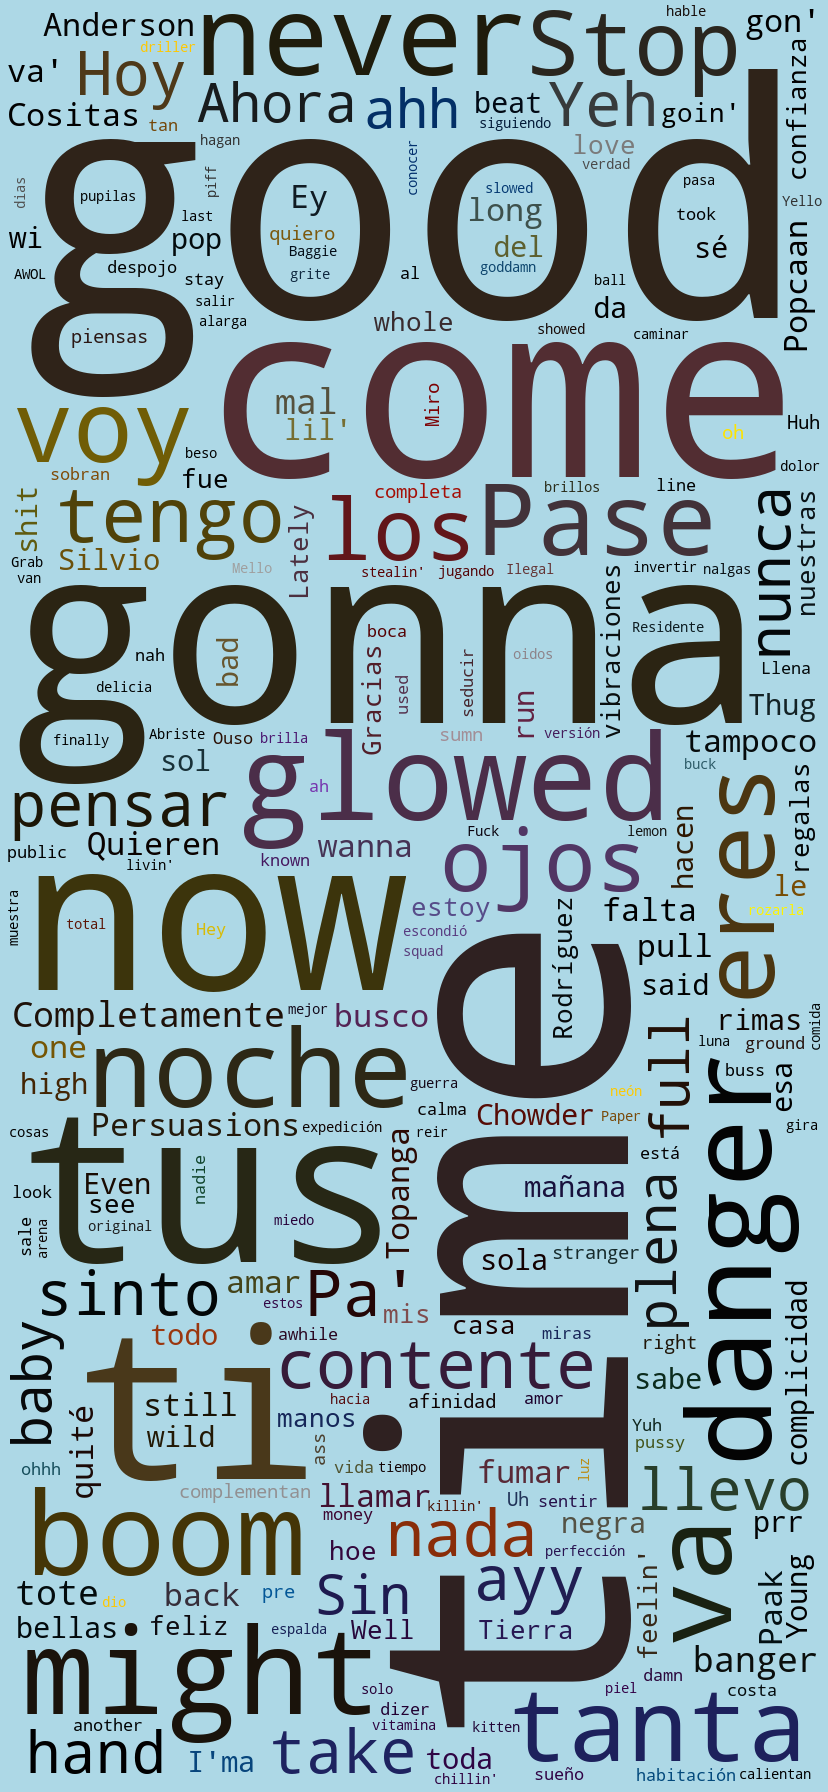 Anderson
driller
never
Stop
hable
gon'
va'
Hoy
Cositas
tan
Ahora
ahh
beat
siguiendo
Yeh
goin'
confianza
good
hagan
love
verdad
conocer
dias
pupilas
piff
Ey
slowed
long
pasa
Yello
last
took
wi
pop
quiero
Baggie
del
sé
Popcaan
AWOL
despojo
stay
grite
al
goddamn
ball
da
salir
alarga
whole
showed
caminar
piensas
come
voy
mal
lil'
Miro
oh
Huh
beso
sobran
fue
dolor
shit
tengo
completa
los
brillos
Pase
line
nunca
nuestras
Grab
van
Silvio
Mello
Lately
stealin'
jugando
Ilegal
invertir
nalgas
gonna
vibraciones
nah
bad
boca
Residente
delicia
Gracias
used
seducir
oidos
run
Llena
Thug
finally
Abriste
Ouso
brilla
sumn
versión
tampoco
sol
glowed
buck
ah
pensar
eres
regalas
public
Quieren
livin'
known
wanna
Fuck
lemon
ojos
hacen
le
now
muestra
total
Hey
estoy
escondió
squad
Rodríguez
falta
rozarla
pull
said
Completamente
mejor
busco
time
rimas
comida
one
noche
full
luna
ground
high
guerra
neón
buss
esa
calma
Chowder
Paper
danger
cosas
Persuasions
expedición
reir
gira
tus
Topanga
está
look
Even
see
nadie
mañana
plena
sale
arena
original
miedo
sola
stranger
sinto
amar
estos
Pa'
mis
casa
miras
complicidad
baby
todo
awhile
right
ti
contente
sabe
still
hacia
afinidad
amor
quité
wild
manos
Yuh
ohhh
ass
vida
tiempo
fumar
luz
pussy
complementan
llamar
killin'
Uh
sentir
llevo
boom
money
hoe
nada
negra
perfección
prr
va
tote
dio
back
pre
Sin
ayy
feelin'
Paak
Young
bellas
feliz
espalda
Well
Tierra
banger
might
solo
piel
damn
costa
another
dizer
vitamina
kitten
tanta
hand
I'ma
take
toda
chillin'
sueño
habitación
calientan